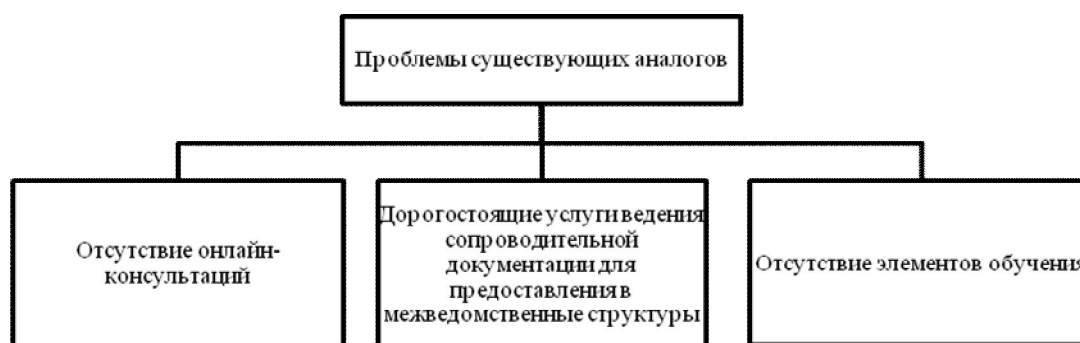 Проблемы существующих аналогов
Отсутствие онлайн-
консультаций
Дорогостоящие услуги ведения
сопроводительной
документации для
предоставления в
межведомственные структуры
Отсутствие элементов обучения